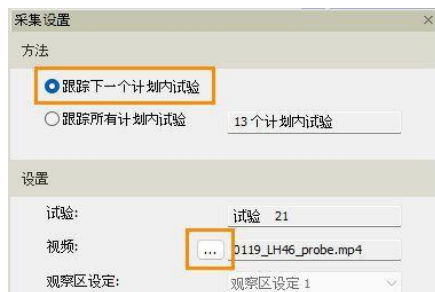 采集设置
方法
跟踪下一个计划内试验
跟踪所有计划内试验 13个计划内试验
设置
试验: 试验 21
视频: ... 0119_LH46_probe.mp4
观察区设定: 观察区设定 1